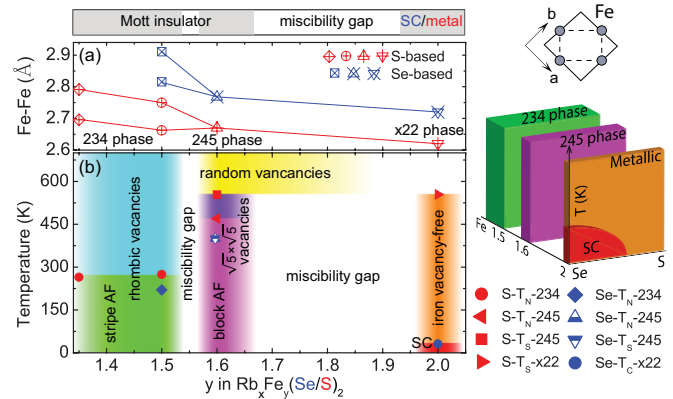 Mott insulator
miscibility gap
SC/metal
(a)
S-based
Se-based
Fe-Fe (Å)
2.9
2.8
2.7
2.6
234 phase
245 phase
x22 phase
(b)
random vancancies
Temperature (K)
600
450
300
150
0
stripe AF
rhombic vacancies
miscibility gap
block AF
√5×√5
vacancies
miscibility gap
iron vacancy-free
SC
1.4
1.5
1.6
1.7
1.8
1.9
2.0
y in RbxFey(Se/S)2
Fe
b
a
234 phase
245 phase
Metallic
T (K)
SC
Fe
1.5
1.6
2
Se
S
S-TN-234
S-TN-245
S-TS-245
S-TS-x22
Se-TN-234
Se-TN-245
Se-TS-245
Se-TC-x22